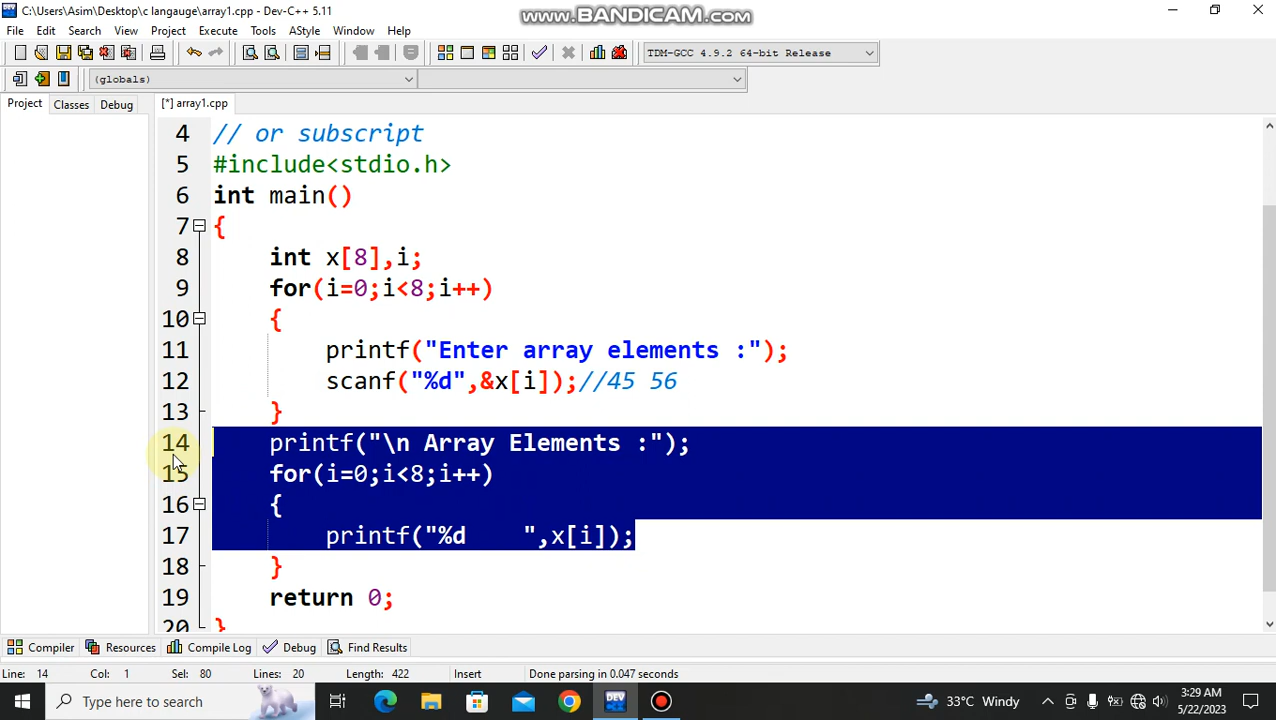 C:\Users\Asim\Desktop\c langauge\array1.cpp - Dev-C++ 5.11
www.BANDICAM.com
File Edit Search View Project Execute Tools AStyle Window Help
TDM-GCC 4.9.2 64-bit Release
(globals)
Project Classes Debug [*] array1.cpp
4 // or subscript
5 #include<stdio.h>
6 int main()
7 {
8 int x[8],i;
9 for(i=0;i<8;i++)
10 {
11 printf("Enter array elements :");
12 scanf("%d",&x[i]);//45 56
13 }
14 printf("\n Array Elements :");
15 for(i=0;i<8;i++)
16 {
17 printf("%d    ",x[i]);
18 }
19 return 0;
20 }
Compiler Resources Compile Log Debug Find Results
Line: 14 Col: 1 Sel: 80 Lines: 20 Length: 422 Insert Done parsing in 0.047 seconds
Type here to search
DEV
33°C Windy
3:29 AM
5/22/2023